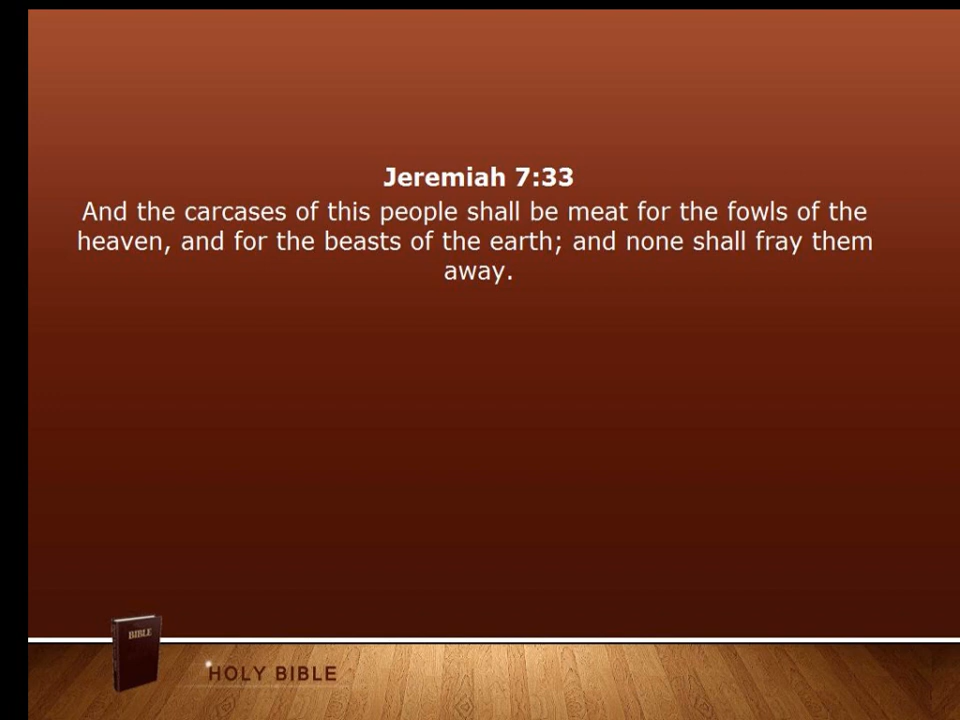 Jeremiah 7:33
And the carcases of this people shall be meat for the fowls of the
heaven, and for the beasts of the earth; and none shall fray them
away.
BIBLE
HOLY BIBLE